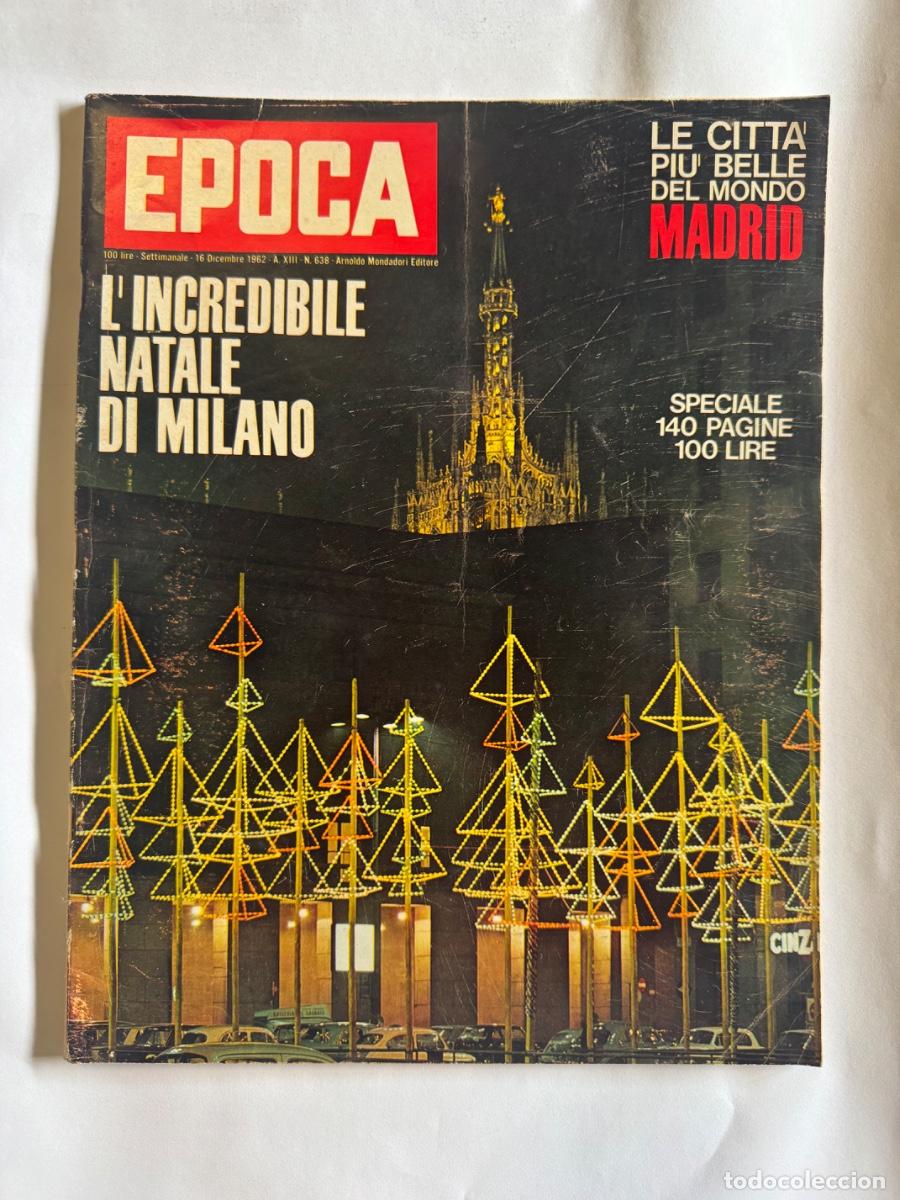 EPOCA
100 lire - Settimanale - 16 Dicembre 1962 - A. XIII - N. 638 - Arnoldo Mondadori Editore
L'INCREDIBILE
NATALE
DI MILANO
LE CITTA'
PIU' BELLE
DEL MONDO
MADRID
SPECIALE
140 PAGINE
100 LIRE
CINZ
todocoleccion